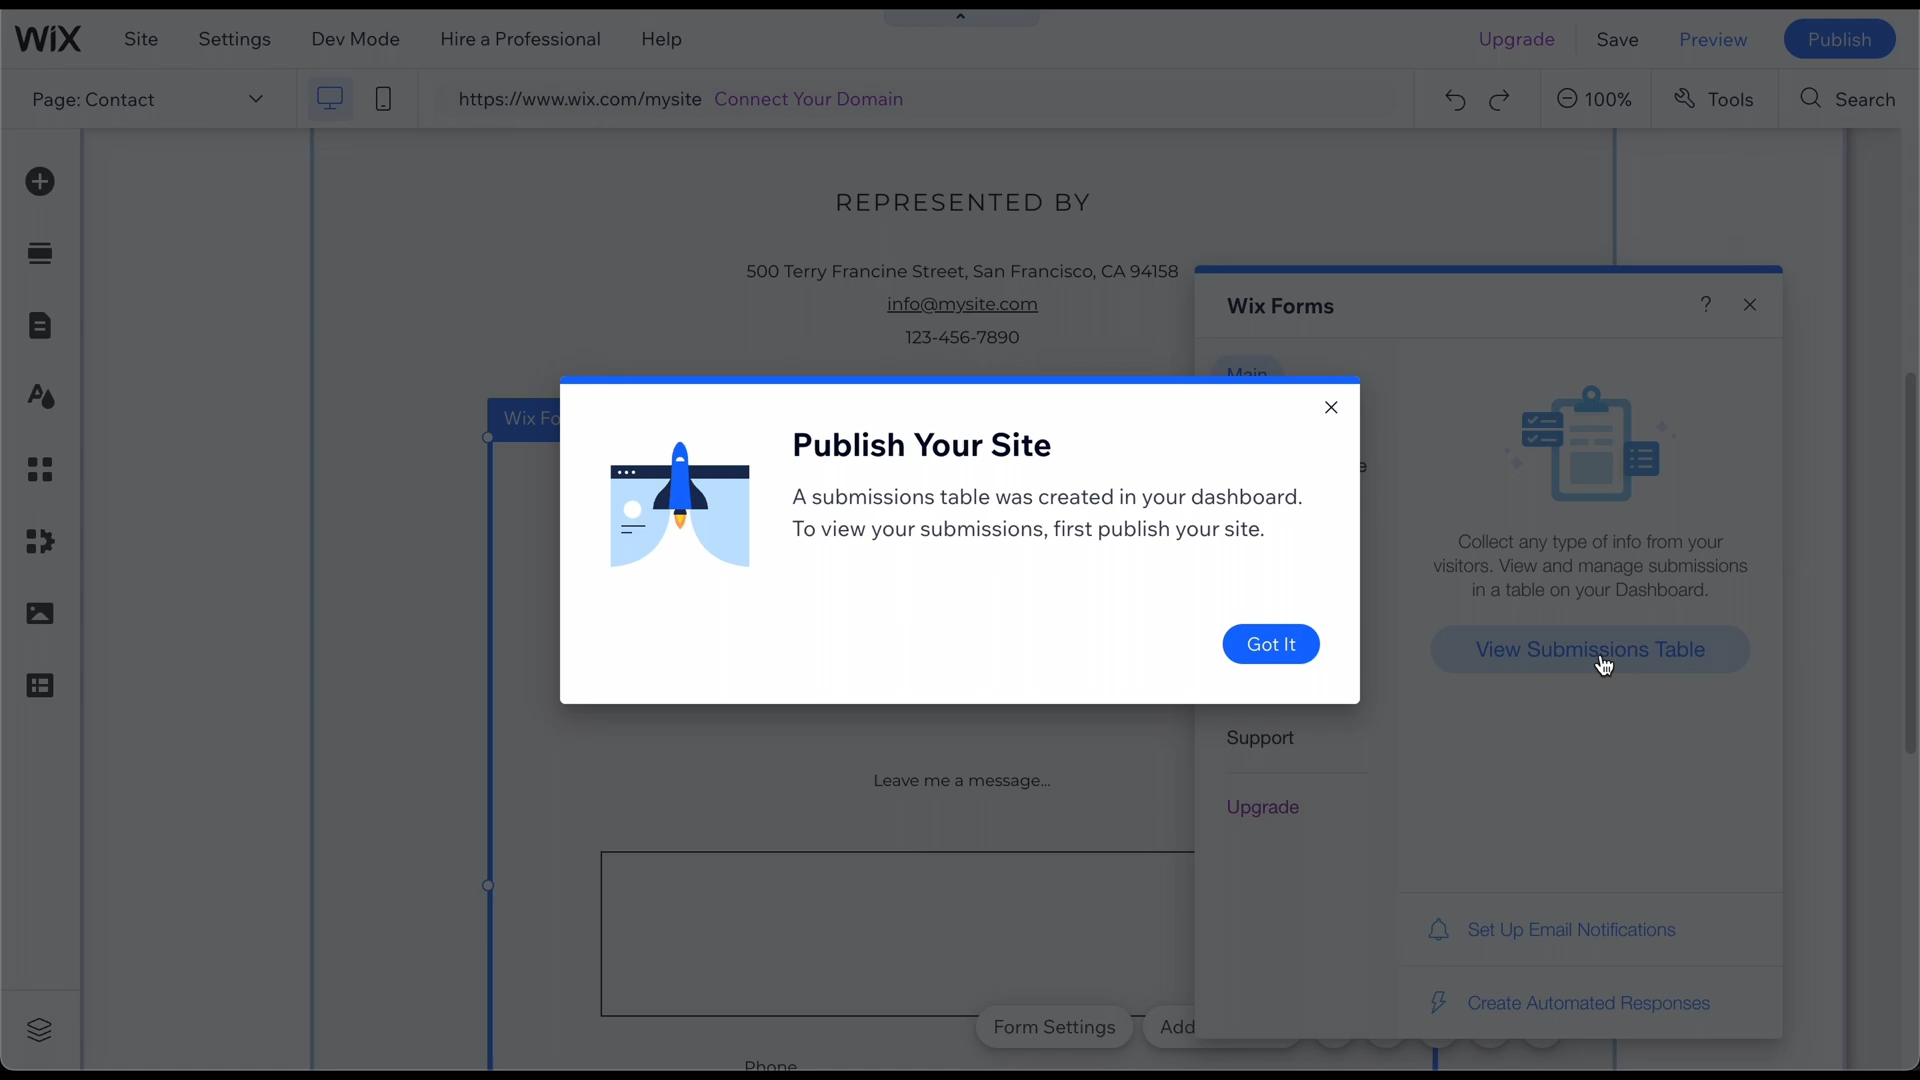 WiX Site Settings Dev Mode Hire a Professional Help Upgrade Save Preview Publish
Page: Contact https://www.wix.com/mysite Connect Your Domain 100% Tools Search
REPRESENTED BY
500 Terry Francine Street, San Francisco, CA 94158
info@mysite.com
123-456-7890
Wix Forms ?
Main
Wix Fo
Publish Your Site
A submissions table was created in your dashboard.
To view your submissions, first publish your site.
Got It
e
Collect any type of info from your
visitors. View and manage submissions
in a table on your Dashboard.
View Submissions Table
Support
Upgrade
Leave me a message...
Set Up Email Notifications
Create Automated Responses
Form Settings Add
Phone